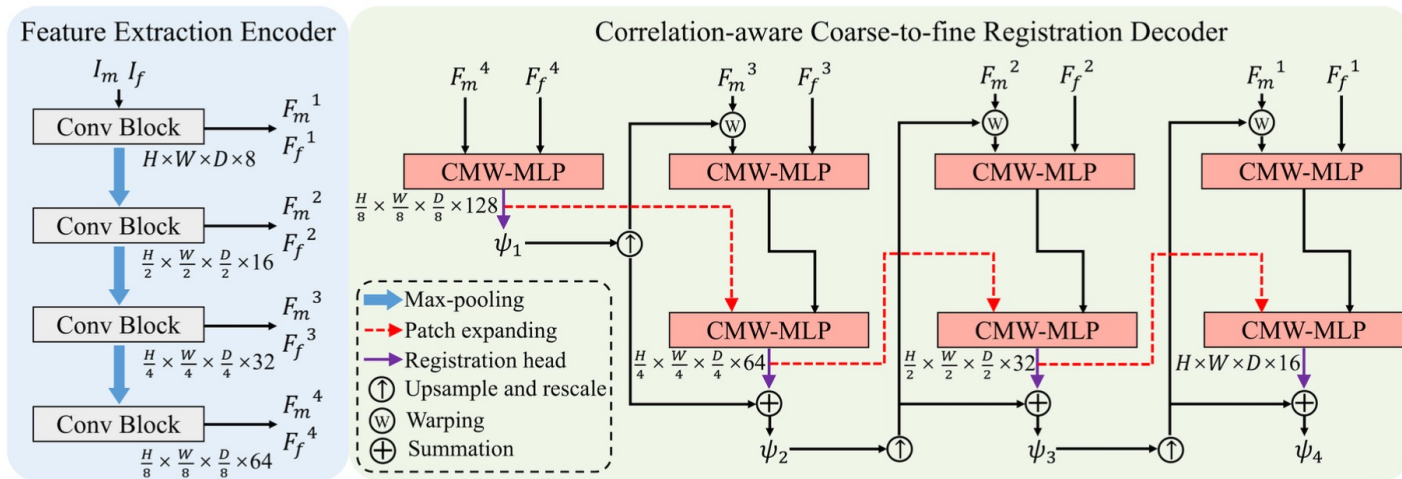 Feature Extraction Encoder
I_m I_f
Conv Block
F_m^1
F_f^1
H×W×D×8
Conv Block
F_m^2
F_f^2
H/2 × W/2 × D/2 ×16
Conv Block
F_m^3
F_f^3
H/4 × W/4 × D/4 ×32
Conv Block
F_m^4
F_f^4
H/8 × W/8 × D/8 ×64
Correlation-aware Coarse-to-fine Registration Decoder
F_m^4 F_f^4 F_m^3 F_f^3 F_m^2 F_f^2 F_m^1 F_f^1
W W W
CMW-MLP CMW-MLP CMW-MLP CMW-MLP
H/8 × W/8 × D/8 ×128
ψ_1
CMW-MLP CMW-MLP CMW-MLP
H/4 × W/4 × D/4 ×64 H/2 × W/2 × D/2 ×32 H×W×D×16
ψ_2 ψ_3 ψ_4
Max-pooling
Patch expanding
Registration head
Upsample and rescale
W Warping
Summation